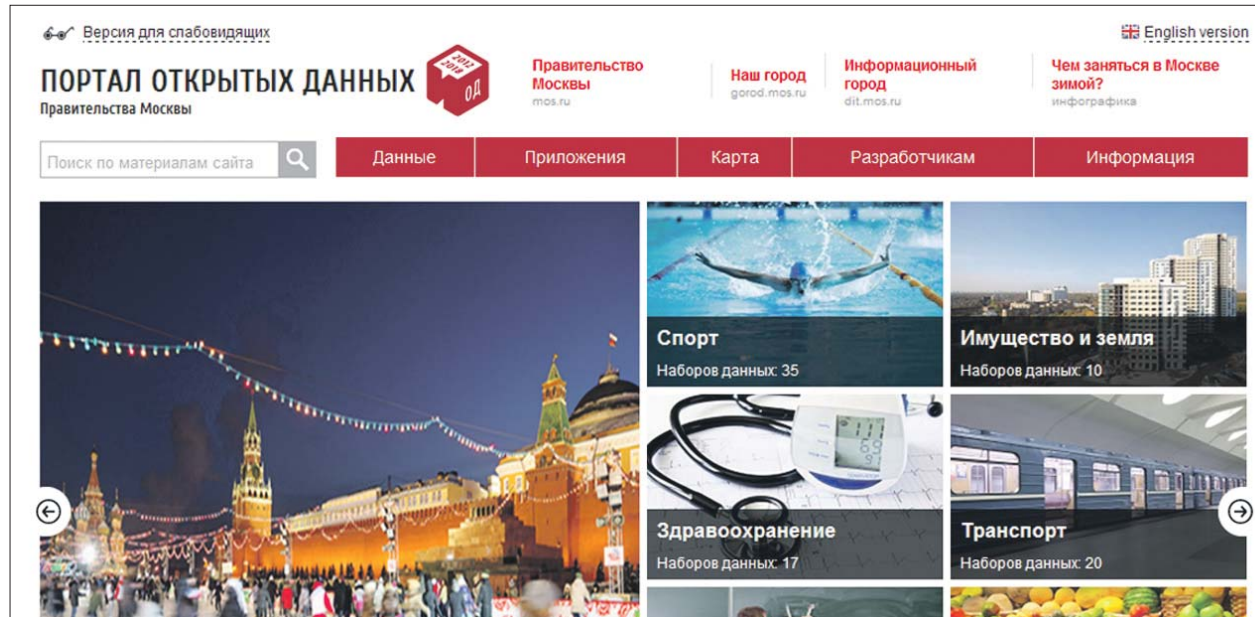 Версия для слабовидящих
English version
ПОРТАЛ ОТКРЫТЫХ ДАННЫХ
Правительства Москвы
2012
2018
ОД
Правительство
Москвы
mos.ru
Наш город
gorod.mos.ru
Информационный
город
dit.mos.ru
Чем заняться в Москве
зимой?
инфографика
Поиск по материалам сайта
Данные
Приложения
Карта
Разработчикам
Информация
Спорт
Наборов данных: 35
Имущество и земля
Наборов данных: 10
111
69
Здравоохранение
Наборов данных: 17
Транспорт
Наборов данных: 20